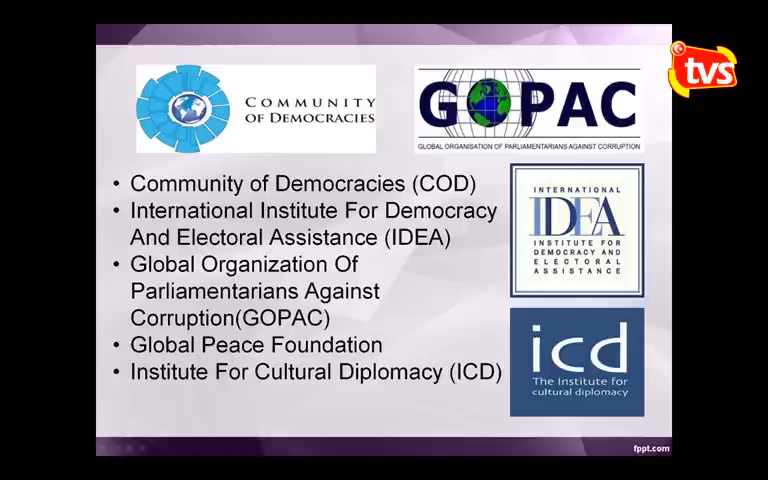 tvs
COMMUNITY
OF DEMOCRACIES
GOPAC
GLOBAL ORGANISATION OF PARLIAMENTARIANS AGAINST CORRUPTION
• Community of Democracies (COD)
• International Institute For Democracy
And Electoral Assistance (IDEA)
• Global Organization Of
Parliamentarians Against
Corruption(GOPAC)
• Global Peace Foundation
• Institute For Cultural Diplomacy (ICD)
INTERNATIONAL
IDEA
INSTITUTE FOR
DEMOCRACY AND
ELECTORAL
ASSISTANCE
icd
The Institute for
cultural diplomacy
fppt.com